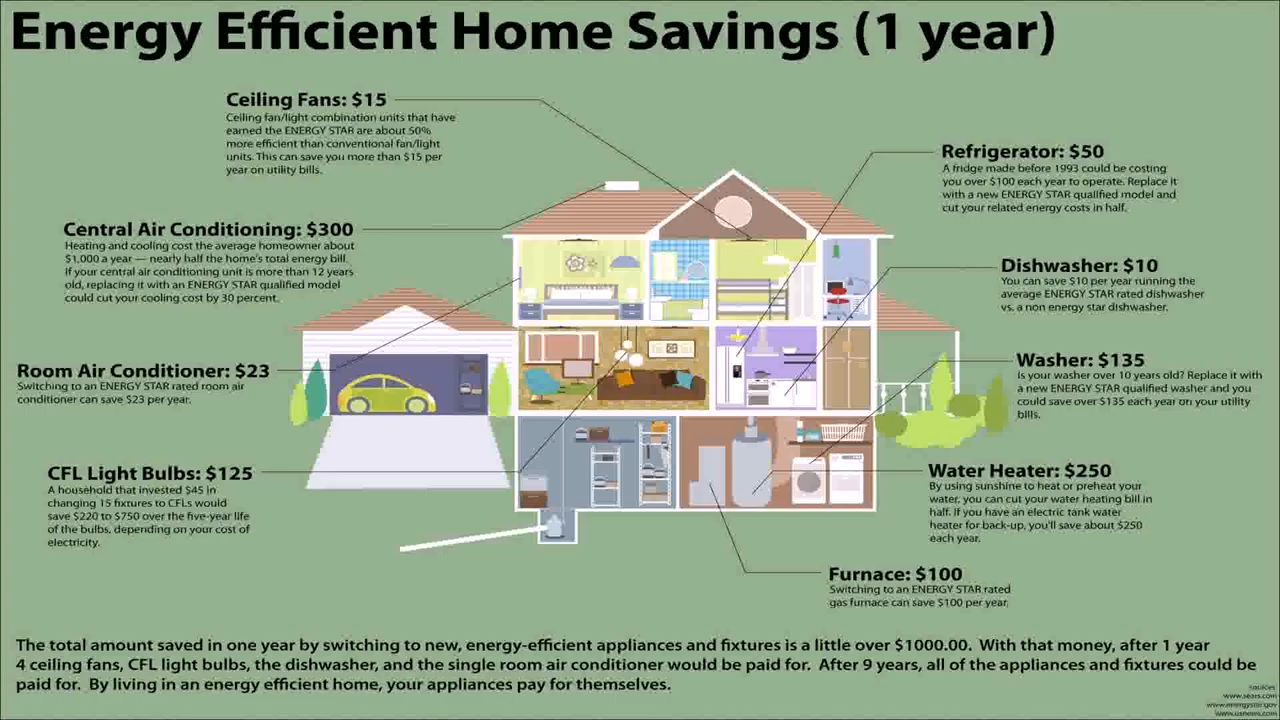 Energy Efficient Home Savings (1 year)
Ceiling Fans: $15
Ceiling fan/light combination units that have
earned the ENERGY STAR are about 50%
more efficient than conventional fan/light
units. This can save you more than $15 per
year on utility bills.
Refrigerator: $50
A fridge made before 1993 could be costing
you over $100 each year to operate. Replace it
with a new ENERGY STAR qualified model and
cut your related energy costs in half.
Central Air Conditioning: $300
Heating and cooling cost the average homeowner about
$1,000 a year — nearly half the home's total energy bill.
If your central air conditioning unit is more than 12 years
old, replacing it with an ENERGY STAR qualified model
could cut your cooling cost by 30 percent.
Dishwasher: $10
You can save $10 per year running the
average ENERGY STAR rated dishwasher
vs. a non energy star dishwasher.
Room Air Conditioner: $23
Switching to an ENERGY STAR rated room air
conditioner can save $23 per year.
Washer: $135
Is your washer over 10 years old? Replace it with
a new ENERGY STAR qualified washer and you
could save over $135 each year on your utility
bills.
CFL Light Bulbs: $125
A household that invested $45 in
changing 15 fixtures to CFLs would
save $220 to $750 over the five-year life
of the bulbs, depending on your cost of
electricity.
Water Heater: $250
By using sunshine to heat or preheat your
water, you can cut your water heating bill in
half. If you have an electric tank water
heater for back-up, you'll save about $250
each year.
Furnace: $100
Switching to an ENERGY STAR rated
gas furnace can save $100 per year.
The total amount saved in one year by switching to new, energy-efficient appliances and fixtures is a little over $1000.00. With that money, after 1 year
4 ceiling fans, CFL light bulbs, the dishwasher, and the single room air conditioner would be paid for. After 9 years, all of the appliances and fixtures could be
paid for. By living in an energy efficient home, your appliances pay for themselves.
www.sears.com
www.energystar.gov
www.usnews.com